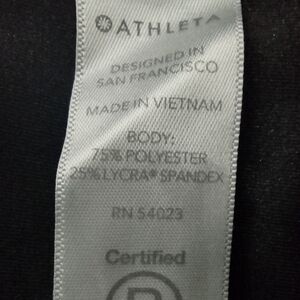 ATHLETA
DESIGNED IN
SAN FRANCISCO
MADE IN VIETNAM
BODY:
75% POLYESTER
25% LYCRA® SPANDEX
RN 54023
Certified
B